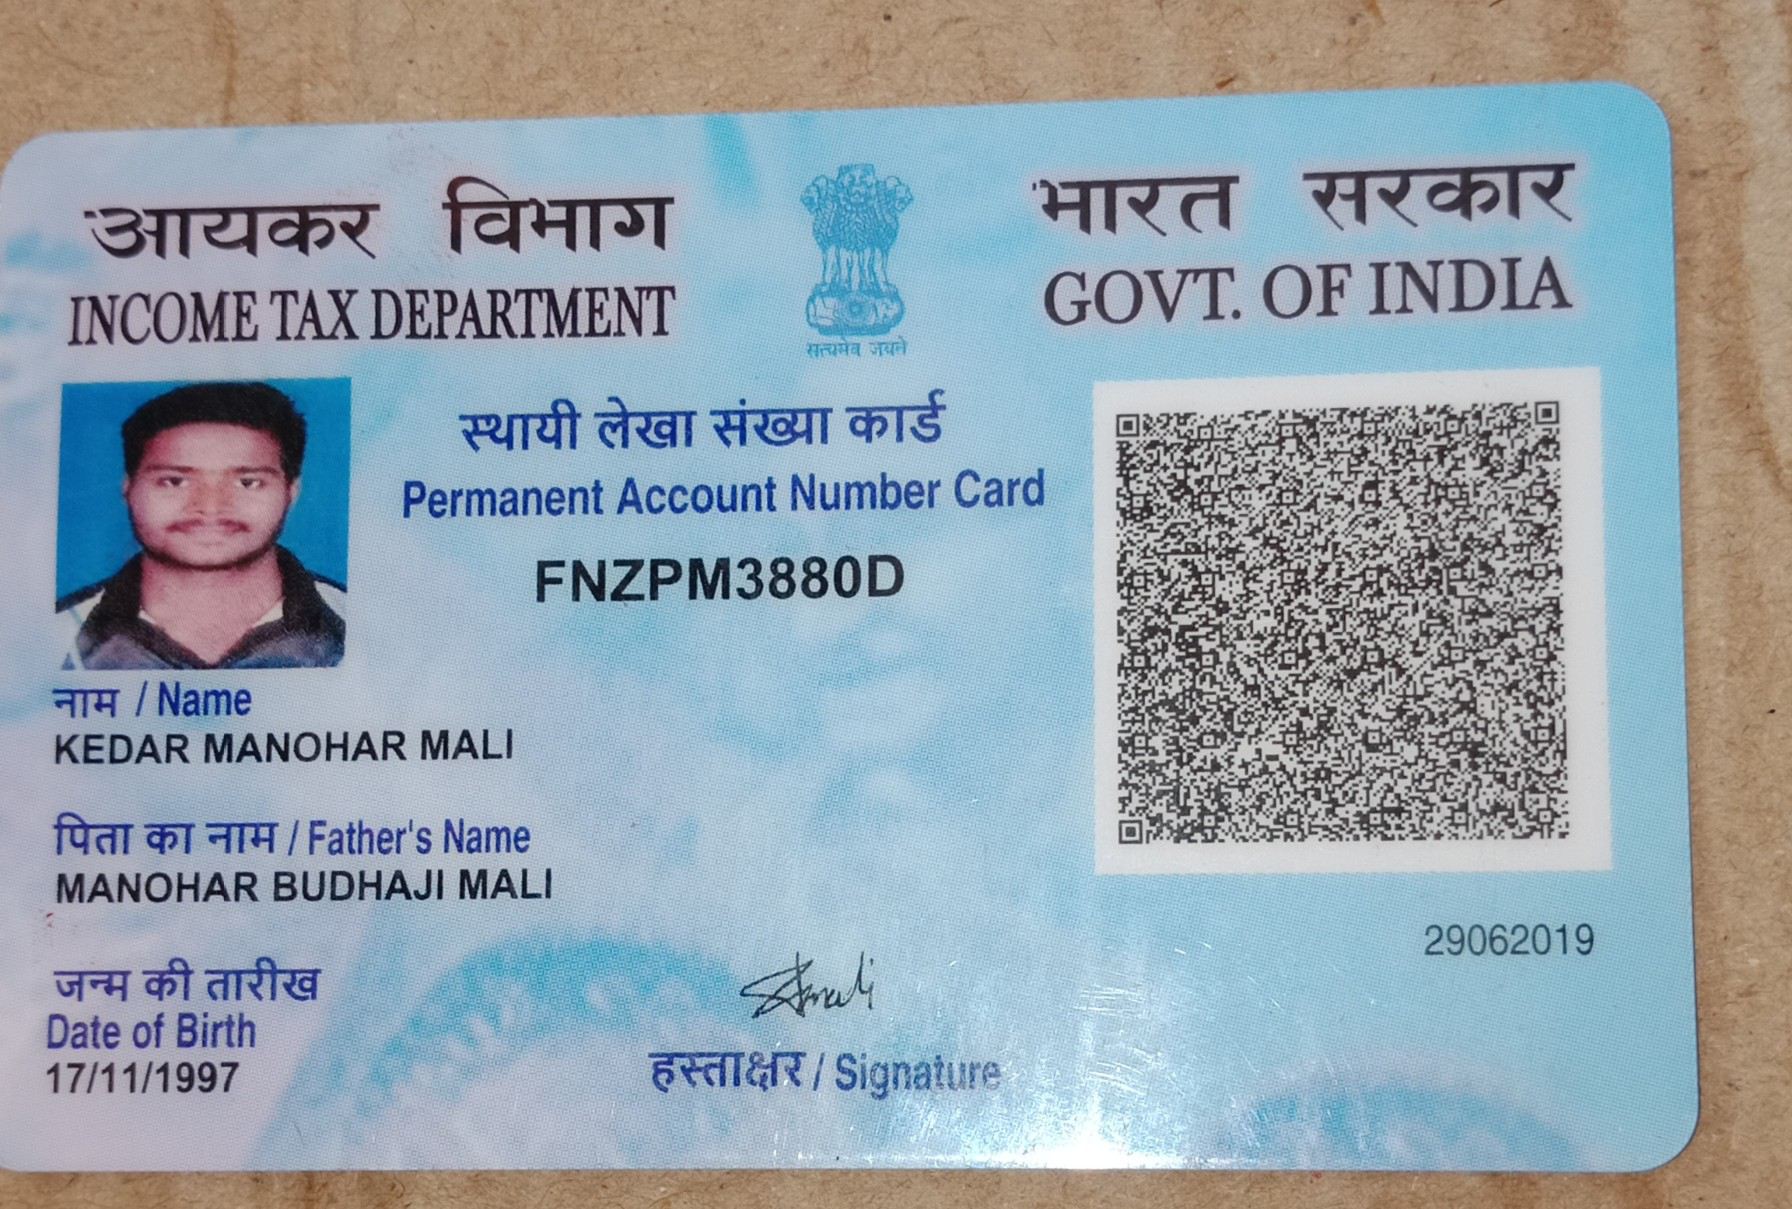 आयकर विभाग
INCOME TAX DEPARTMENT
सत्यमेव जयते
भारत सरकार
GOVT. OF INDIA
स्थायी लेखा संख्या कार्ड
Permanent Account Number Card
FNZPM3880D
नाम / Name
KEDAR MANOHAR MALI
पिता का नाम / Father's Name
MANOHAR BUDHAJI MALI
29062019
जन्म की तारीख
Date of Birth
17/11/1997
हस्ताक्षर / Signature